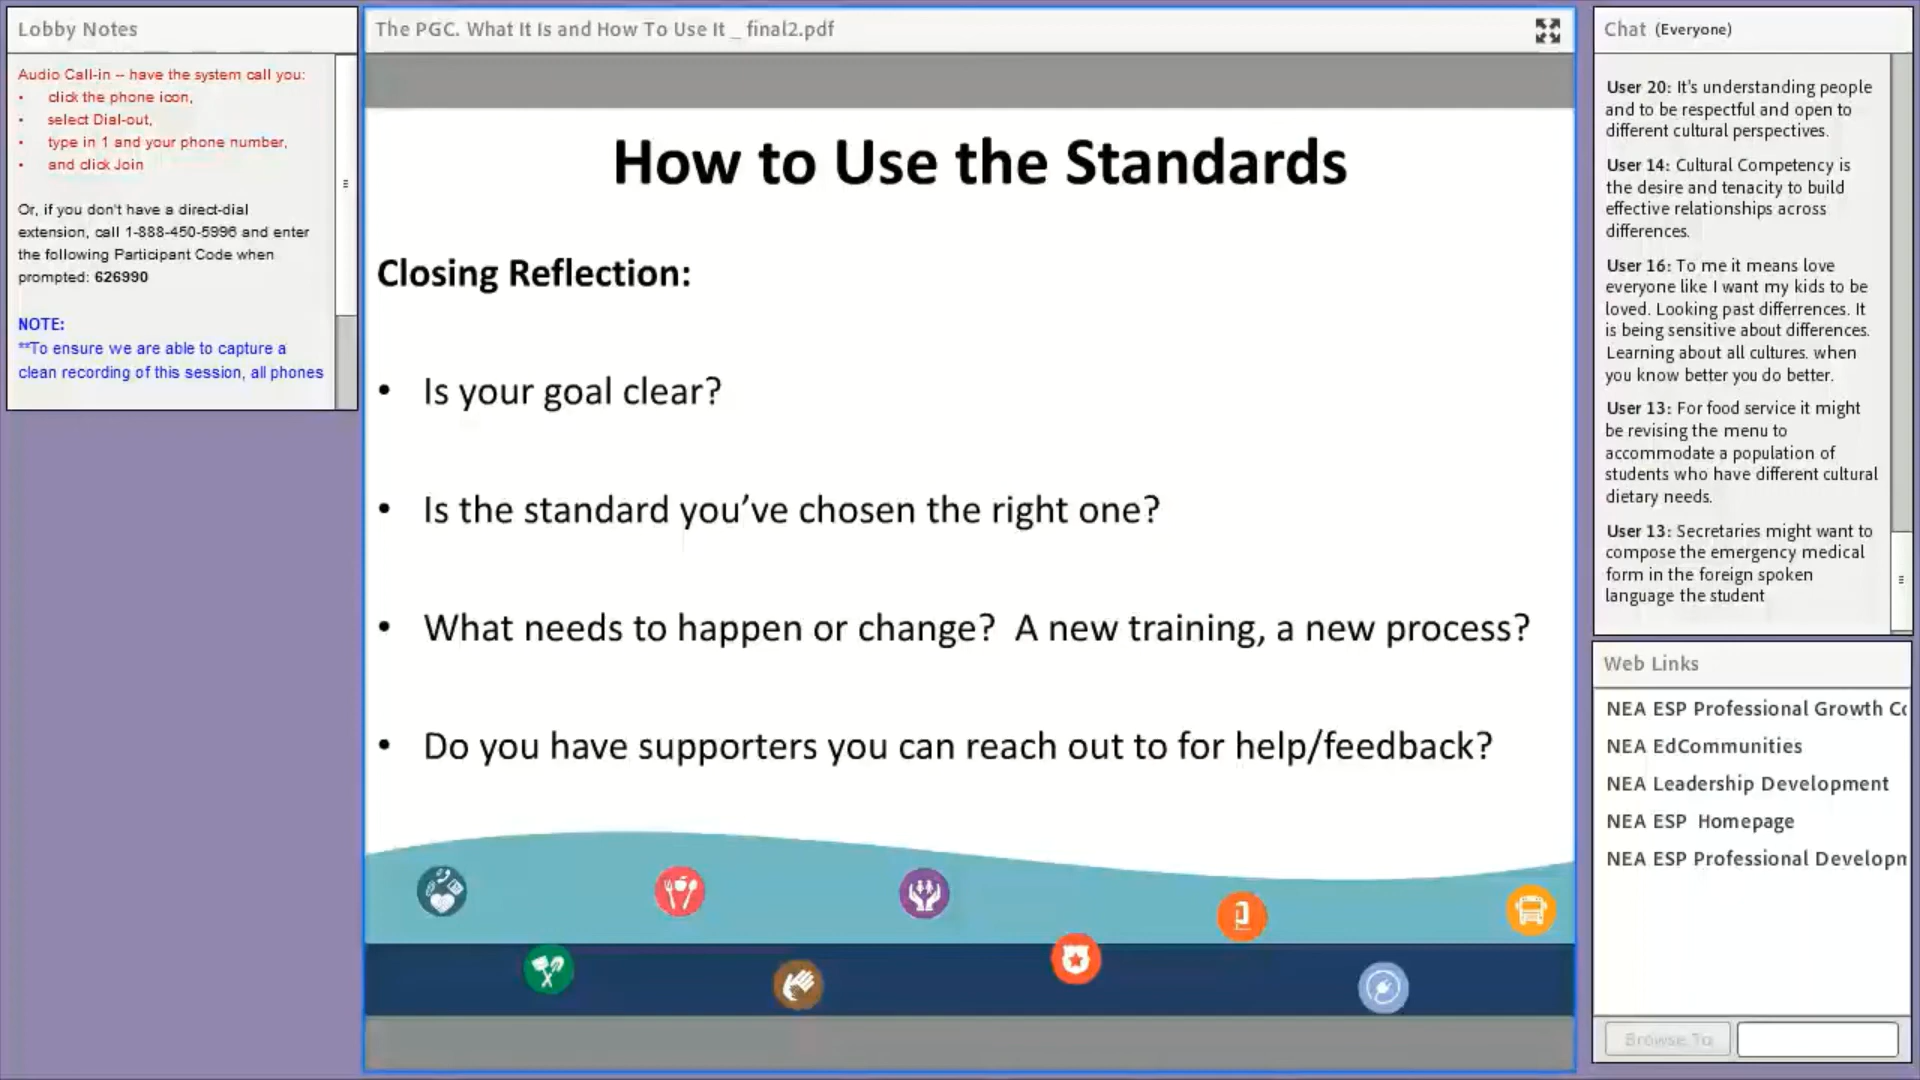 Lobby Notes
Audio Call-in -- have the system call you:
• click the phone icon,
• select Dial-out,
• type in 1 and your phone number,
• and click Join
Or, if you don't have a direct-dial
extension, call 1-888-450-5996 and enter
the following Participant Code when
prompted: 626990
NOTE:
**To ensure we are able to capture a
clean recording of this session, all phones
The PGC. What It Is and How To Use It _ final2.pdf
How to Use the Standards
Closing Reflection:
• Is your goal clear?
• Is the standard you’ve chosen the right one?
• What needs to happen or change? A new training, a new process?
• Do you have supporters you can reach out to for help/feedback?
Chat (Everyone)
User 20: It's understanding people
and to be respectful and open to
different cultural perspectives.
User 14: Cultural Competency is
the desire and tenacity to build
effective relationships across
differences.
User 16: To me it means love
everyone like I want my kids to be
loved. Looking past differrences. It
is being sensitive about differences.
Learning about all cultures. when
you know better you do better.
User 13: For food service it might
be revising the menu to
accommodate a population of
students who have different cultural
dietary needs.
User 13: Secretaries might want to
compose the emergency medical
form in the foreign spoken
language the student
Web Links
NEA ESP Professional Growth Co
NEA EdCommunities
NEA Leadership Development
NEA ESP Homepage
NEA ESP Professional Developm
Browse To